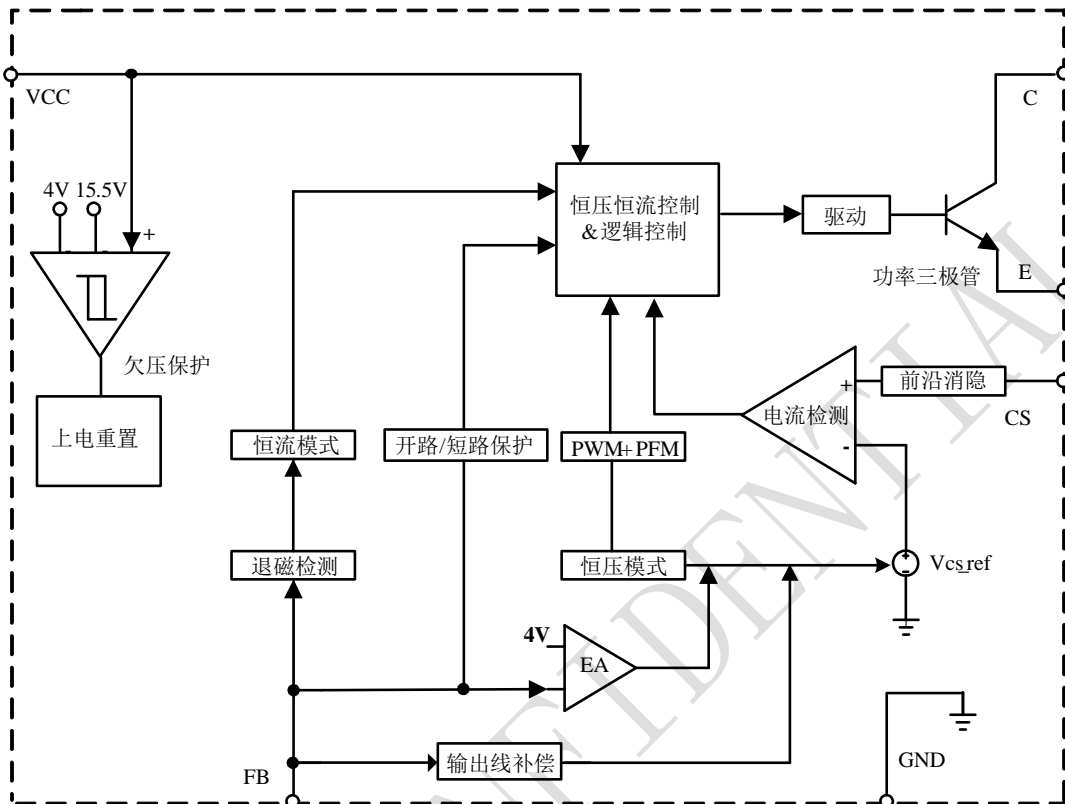 VCC
C
4V 15.5V
+
-
-
恒压恒流控制
&逻辑控制
驱动
E
功率三极管
欠压保护
上电重置
恒流模式
开路/短路保护
PWM+PFM
+
电流检测
-
前沿消隐
CS
退磁检测
恒压模式
+
-
Vcs_ref
4V
EA
输出线补偿
FB
GND
NFIDENTIAL